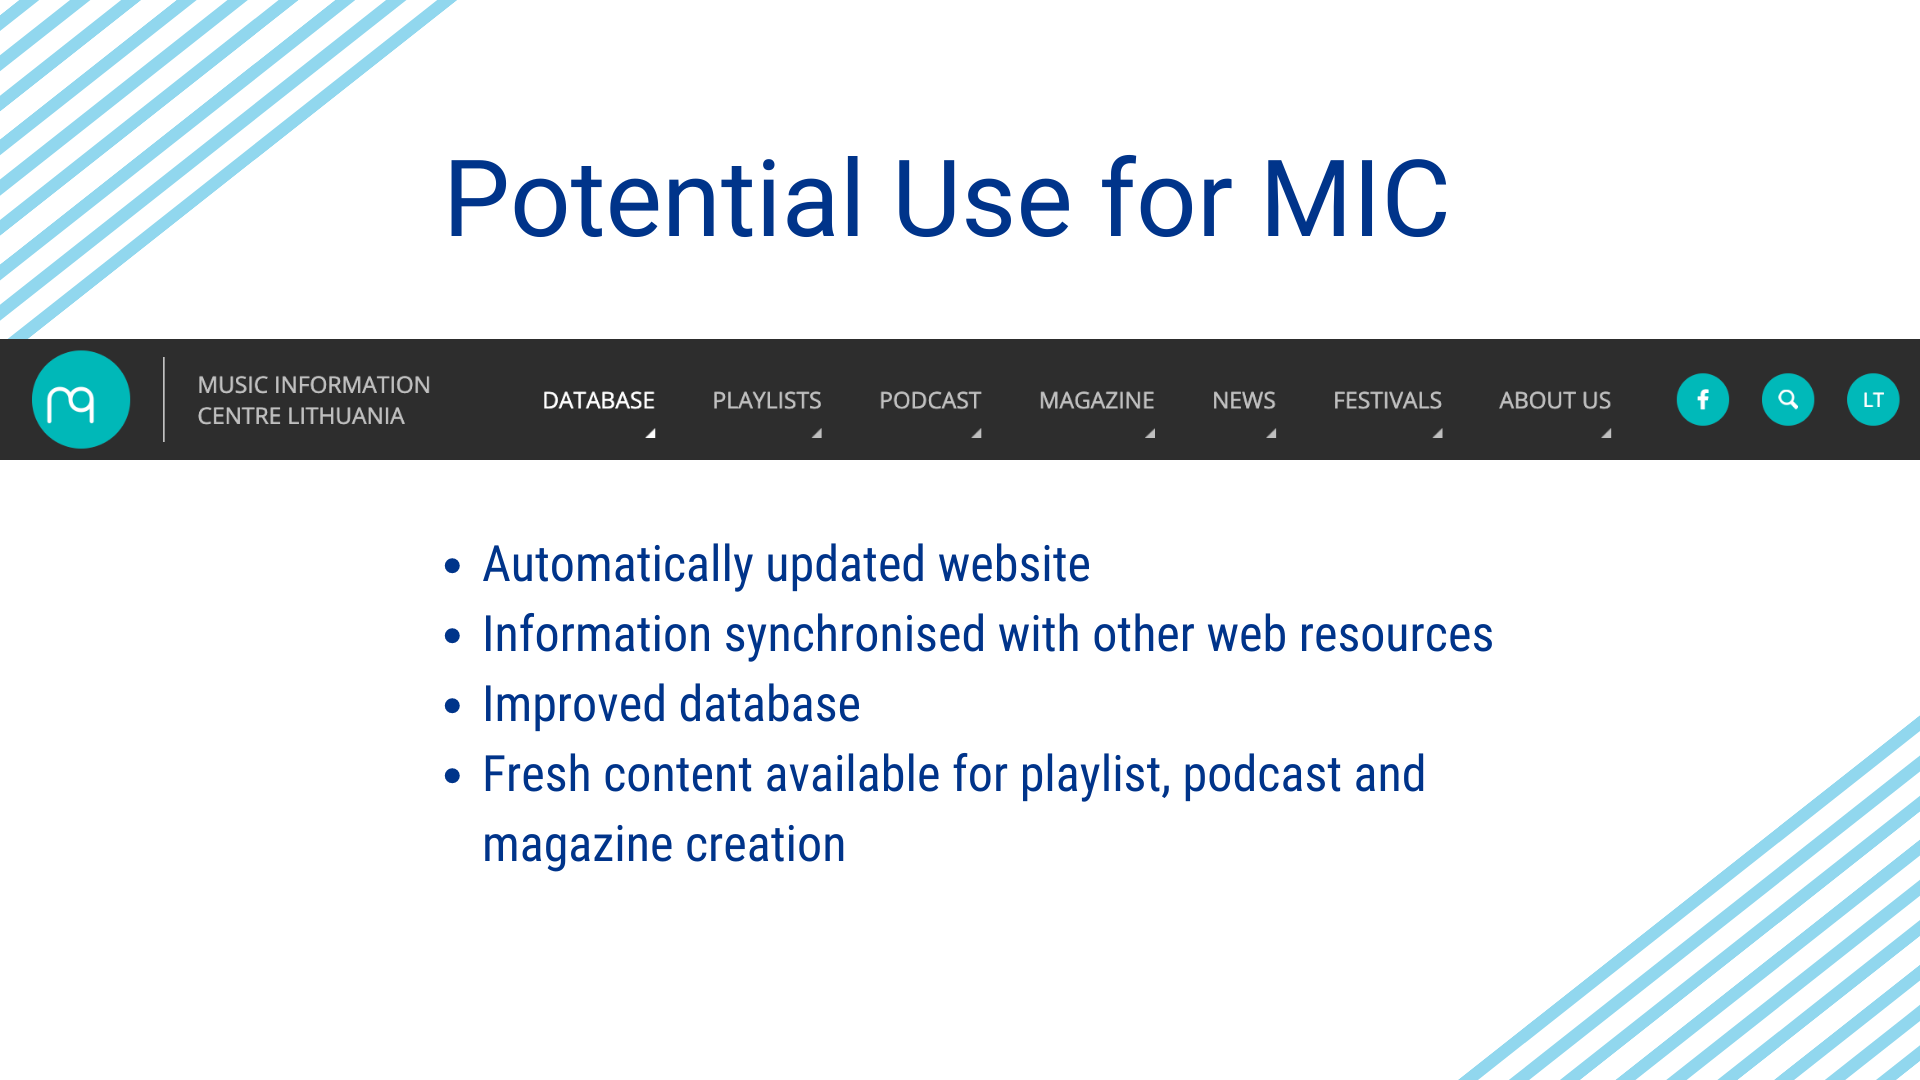 Potential Use for MIC
MUSIC INFORMATION
CENTRE LITHUANIA
DATABASE PLAYLISTS PODCAST MAGAZINE NEWS FESTIVALS ABOUT US f LT
• Automatically updated website
• Information synchronised with other web resources
• Improved database
• Fresh content available for playlist, podcast and
magazine creation